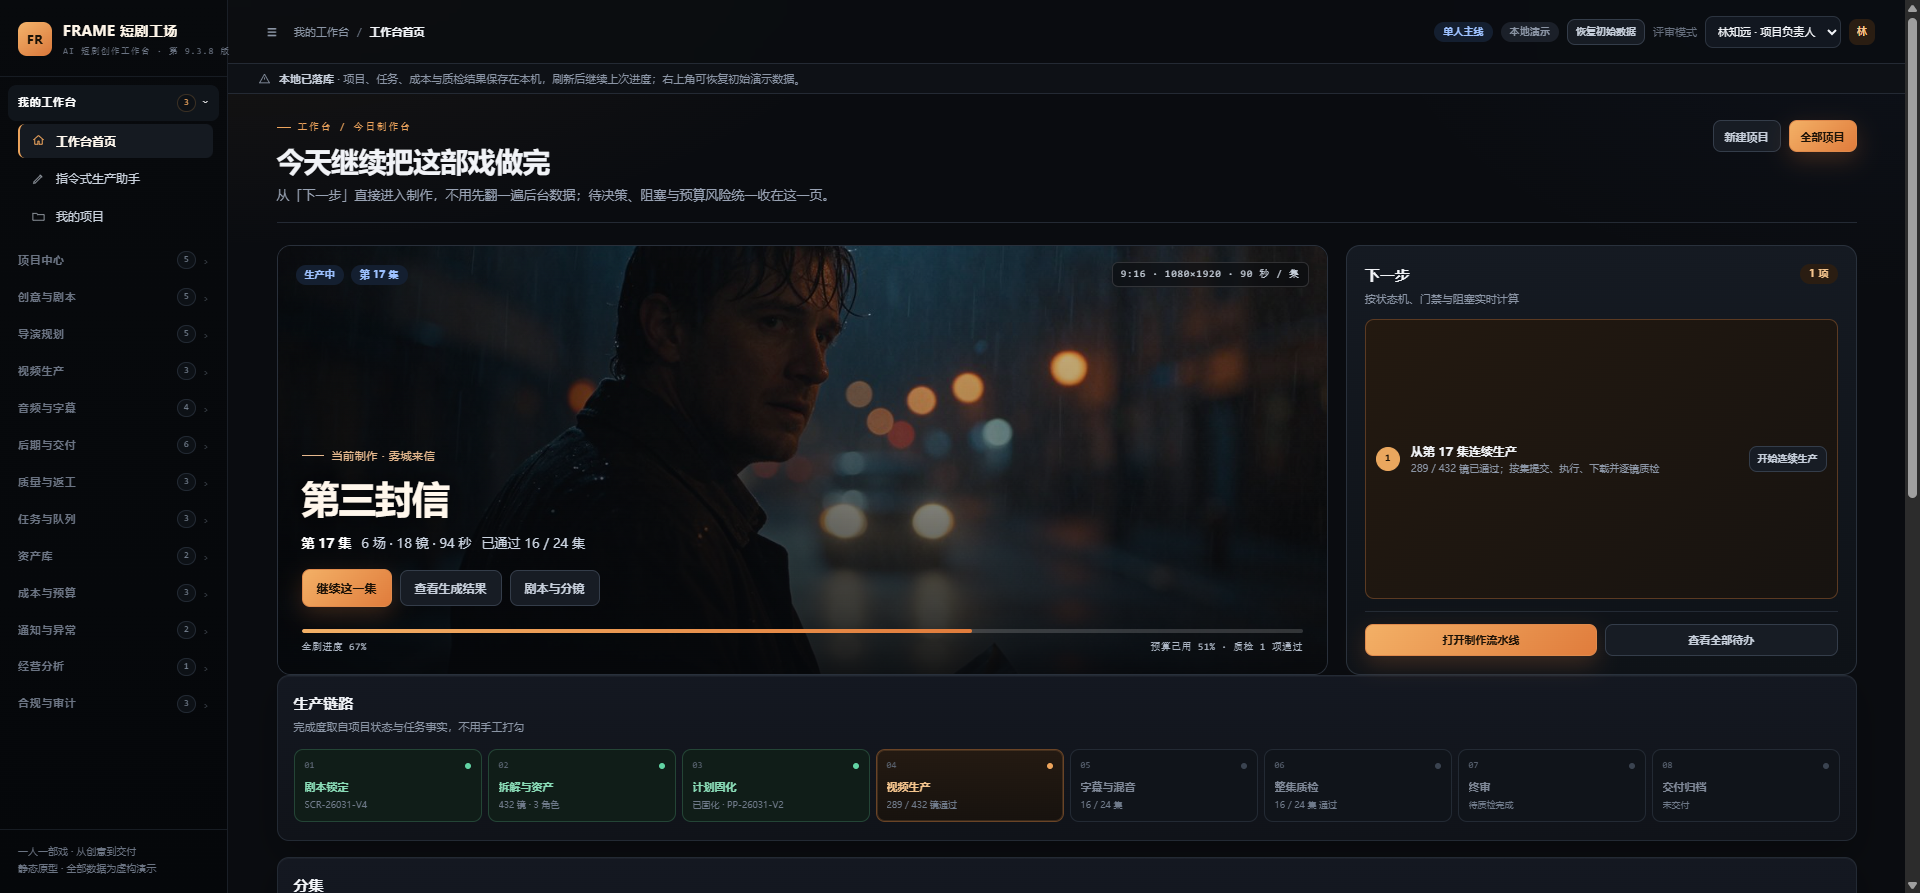 FR
FRAME 短剧工场
AI 短剧创作工作台 · 第 9.3.8 版
我的工作台 3
工作台首页
指令式生产助手
我的项目
项目中心 5
创意与剧本 5
导演规划 5
视频生产 3
音频与字幕 4
后期与交付 6
质量与返工 3
任务与队列 3
资产库 2
成本与预算 3
通知与异常 2
经营分析 1
合规与审计 3
一人一部戏 · 从创意到交付
静态原型 · 全部数据为虚构演示
我的工作台 / 工作台首页
单人主线
本地演示
恢复初始数据
评审模式
林知远 · 项目负责人
林
本地已落库 · 项目、任务、成本与质检结果保存在本机，刷新后继续上次进度；右上角可恢复初始演示数据。
工作台 / 今日制作台
今天继续把这部戏做完
从「下一步」直接进入制作，不用先翻一遍后台数据；待决策、阻塞与预算风险统一收在这一页。
新建项目
全部项目
生产中
第 17 集
9:16 · 1080×1920 · 90 秒 / 集
当前制作 · 雾城来信
第三封信
第 17 集 6 场 · 18 镜 · 94 秒 已通过 16 / 24 集
继续这一集
查看生成结果
剧本与分镜
全剧进度 67%
预算已用 51% · 质检 1 项通过
下一步
1 项
按状态机、门禁与阻塞实时计算
1
从第 17 集连续生产
289 / 432 镜已通过；按集提交、执行、下载并逐镜质检
开始连续生产
打开制作流水线
查看全部待办
生产链路
完成度取自项目状态与任务事实，不用手工打勾
01
剧本锁定
SCR-26031-V4
02
拆解与资产
432 镜 · 3 角色
03
计划固化
已固化 · PP-26031-V2
04
视频生产
289 / 432 镜通过
05
字幕与混音
16 / 24 集
06
整集质检
16 / 24 集 通过
07
终审
待质检完成
08
交付归档
未交付
分集